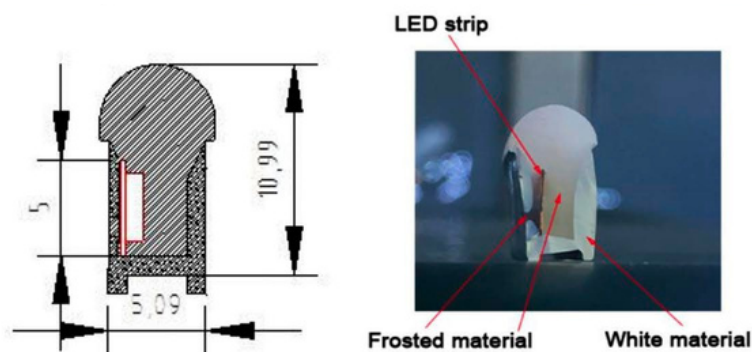 LED strip
5
10,99
5,09
Frosted material
White material